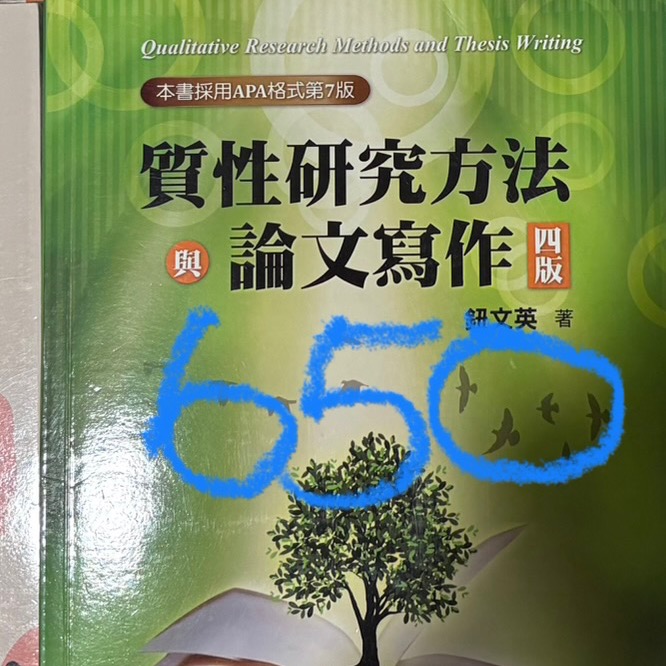 Qualitative Research Methods and Thesis Writing
本書採用APA格式第7版
質性研究方法
與 論文寫作 四版
鈕文英 著
650